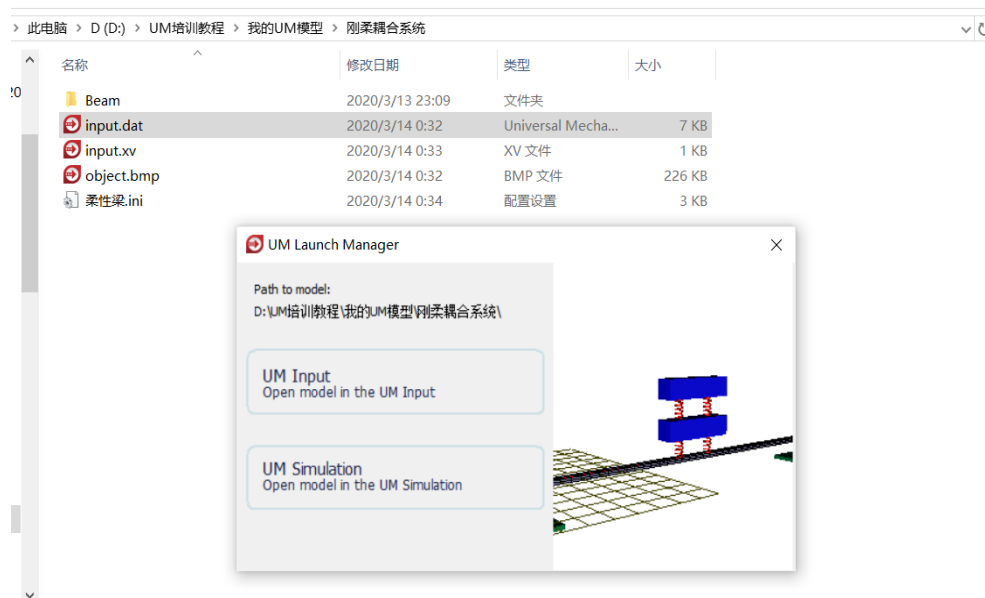 此电脑 > D (D:) > UM培训教程 > 我的UM模型 > 刚柔耦合系统
名称 修改日期 类型 大小
20
Beam 2020/3/13 23:09 文件夹
input.dat 2020/3/14 0:32 Universal Mecha... 7 KB
input.xv 2020/3/14 0:33 XV 文件 1 KB
object.bmp 2020/3/14 0:32 BMP 文件 226 KB
柔性梁.ini 2020/3/14 0:34 配置设置 3 KB
UM Launch Manager
Path to model:
D:\UM培训教程\我的UM模型\刚柔耦合系统\
UM Input
Open model in the UM Input
UM Simulation
Open model in the UM Simulation